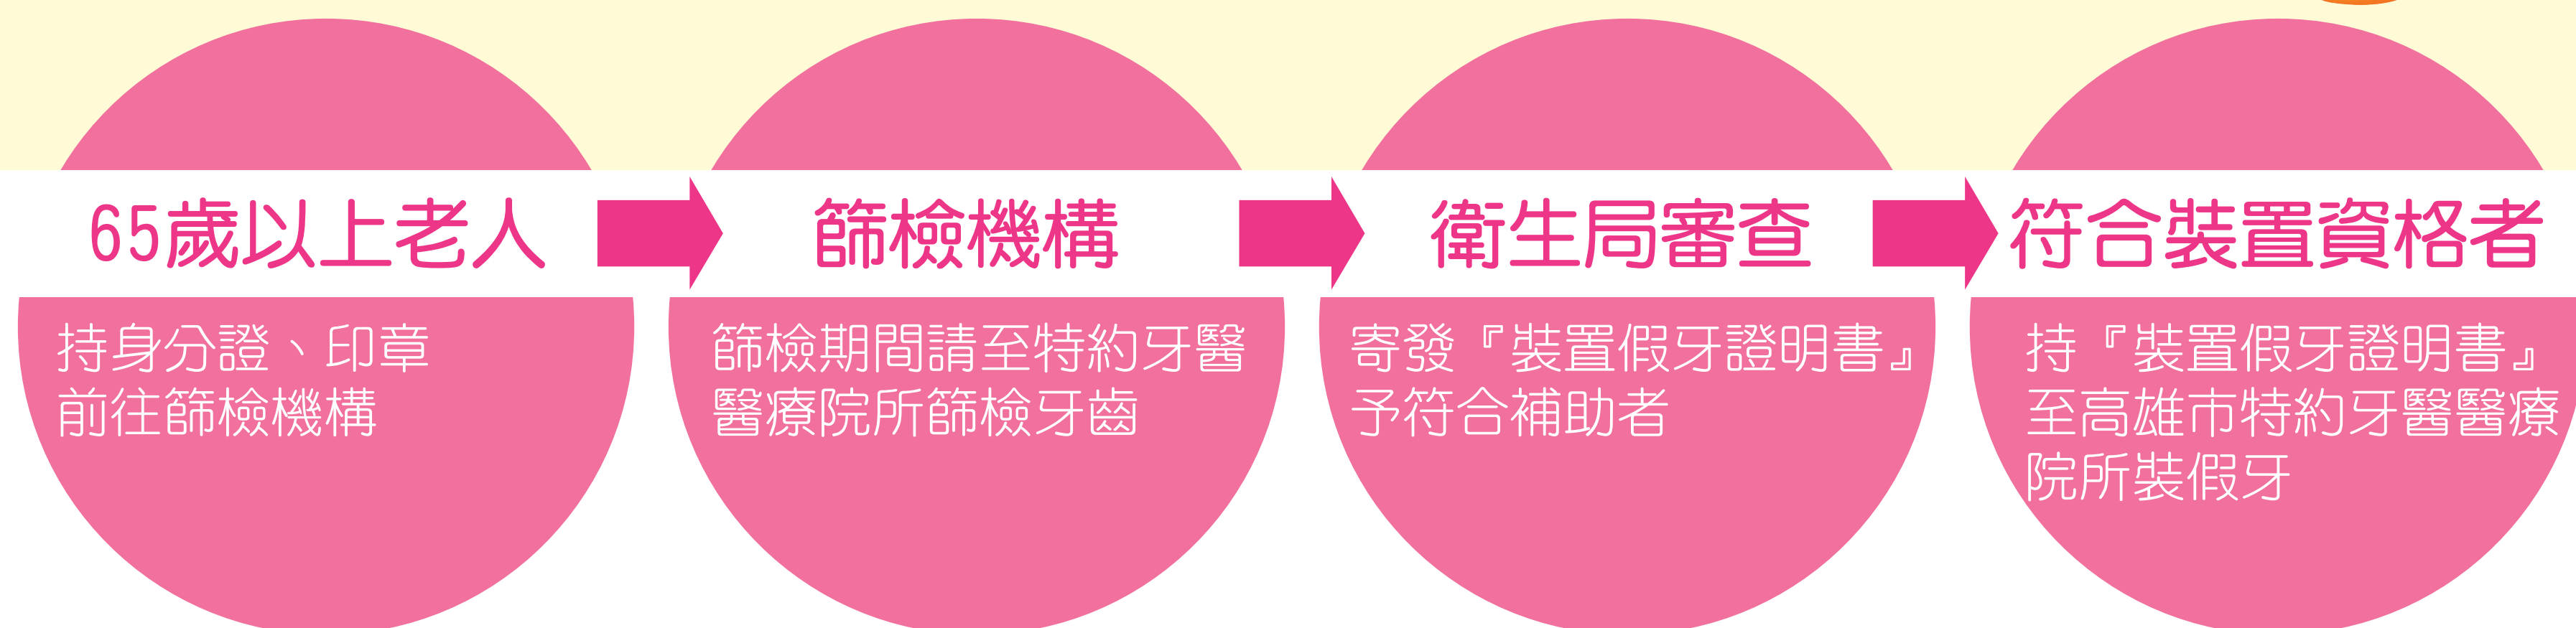 65歲以上老人
持身分證、印章
前往篩檢機構
篩檢機構
篩檢期間請至特約牙醫
醫療院所篩檢牙齒
衛生局審查
寄發『裝置假牙證明書』
予符合補助者
符合裝置資格者
持『裝置假牙證明書』
至高雄市特約牙醫醫療
院所裝假牙